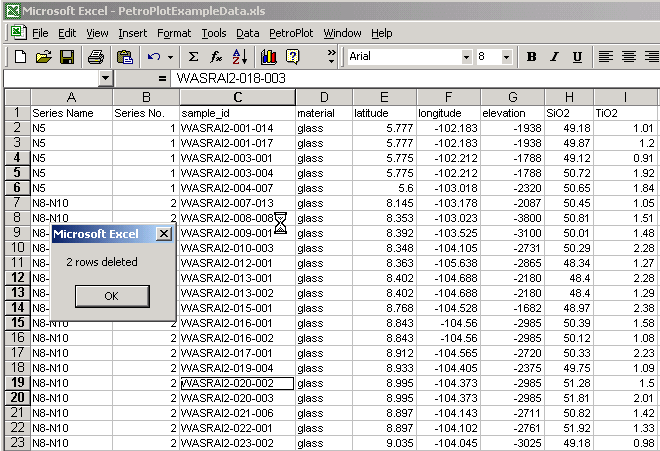 Microsoft Excel - PetroPlotExampleData.xls
File Edit View Insert Format Tools Data PetroPlot Window Help
Arial 8 B I U
= WASRAI2-018-003
A B C D E F G H I
1 Series Name Series No. sample_id material latitude longitude elevation SiO2 TiO2
2 N5 1 WASRAI2-001-014 glass 5.777 -102.183 -1938 49.18 1.01
3 N5 1 WASRAI2-001-017 glass 5.777 -102.183 -1938 49.87 1.2
4 N5 1 WASRAI2-003-001 glass 5.775 -102.212 -1788 49.12 0.91
5 N5 1 WASRAI2-003-004 glass 5.775 -102.212 -1788 50.72 1.92
6 N5 1 WASRAI2-004-007 glass 5.6 -103.018 -2320 50.65 1.84
7 N8-N10 2 WASRAI2-007-013 glass 8.145 -103.178 -2087 50.45 1.05
8 N8-N10 2 WASRAI2-008-008 glass 8.353 -103.023 -3800 50.81 1.51
9 N8- WASRAI2-009-001 glass 8.392 -103.525 -3100 50.01 1.48
Microsoft Excel
10 N8- WASRAI2-010-003 glass 8.348 -104.105 -2731 50.29 2.28
2 rows deleted
11 N8- WASRAI2-012-001 glass 8.363 -105.638 -2865 48.34 1.27
12 N8- WASRAI2-013-001 glass 8.402 -104.688 -2180 48.4 2.28
13 N8- WASRAI2-013-002 glass 8.402 -104.688 -2180 48.4 1.29
OK
14 N8- WASRAI2-015-001 glass 8.768 -104.528 -1682 48.97 2.38
15 N8-N10 2 WASRAI2-016-001 glass 8.843 -104.56 -2985 50.39 1.58
16 N8-N10 2 WASRAI2-016-002 glass 8.843 -104.56 -2985 50.12 1.08
17 N8-N10 2 WASRAI2-017-001 glass 8.912 -104.565 -2720 50.33 2.23
18 N8-N10 2 WASRAI2-019-004 glass 8.933 -104.405 -2375 49.75 1.09
19 N8-N10 2 WASRAI2-020-002 glass 8.995 -104.373 -2985 51.28 1.5
20 N8-N10 2 WASRAI2-020-003 glass 8.995 -104.373 -2985 51.81 2.01
21 N8-N10 2 WASRAI2-021-006 glass 8.897 -104.143 -2711 50.82 1.42
22 N8-N10 2 WASRAI2-022-001 glass 8.897 -104.102 -2761 51.92 1.33
23 N8-N10 2 WASRAI2-023-002 glass 9.035 -104.045 -3025 49.18 0.98